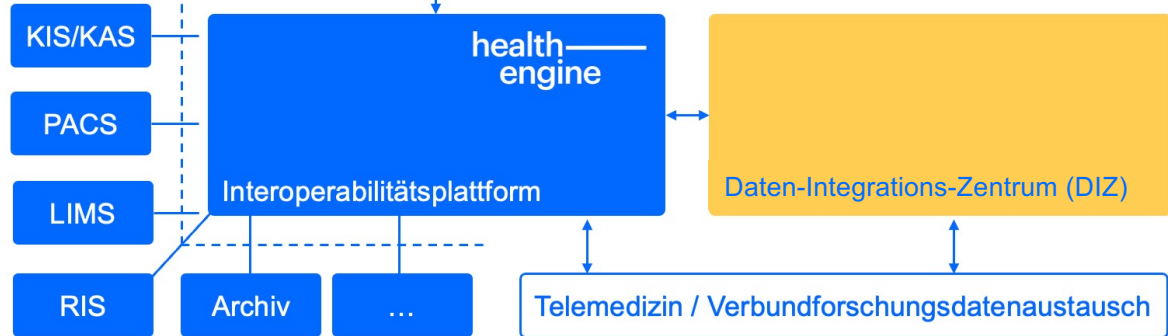 KIS/KAS
health
engine
PACS
Interoperabilitätsplattform
Daten-Integrations-Zentrum (DIZ)
LIMS
RIS
Archiv
...
Telemedizin / Verbundforschungsdatenaustausch